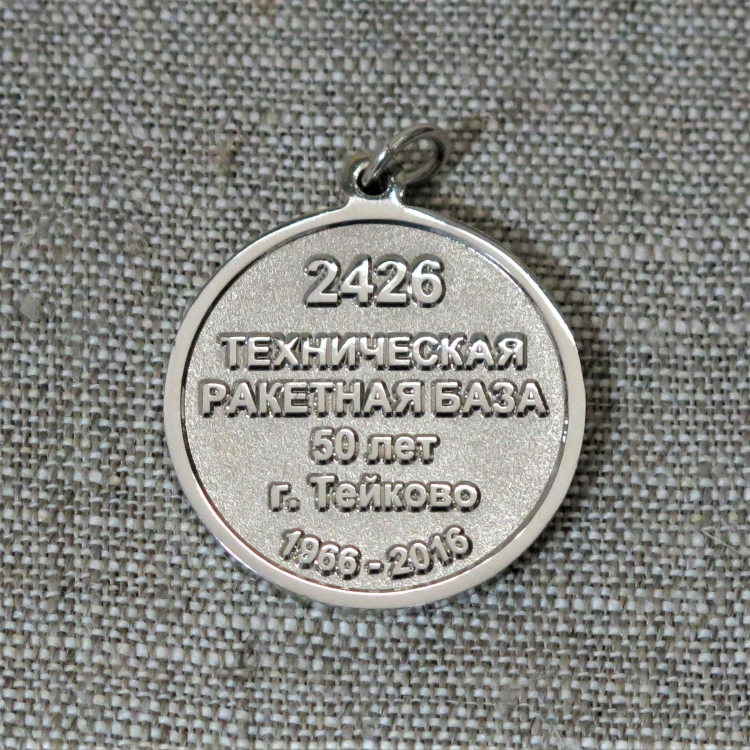 2426
ТЕХНИЧЕСКАЯ
РАКЕТНАЯ БАЗА
50 лет
г. Тейково
1966 - 2016